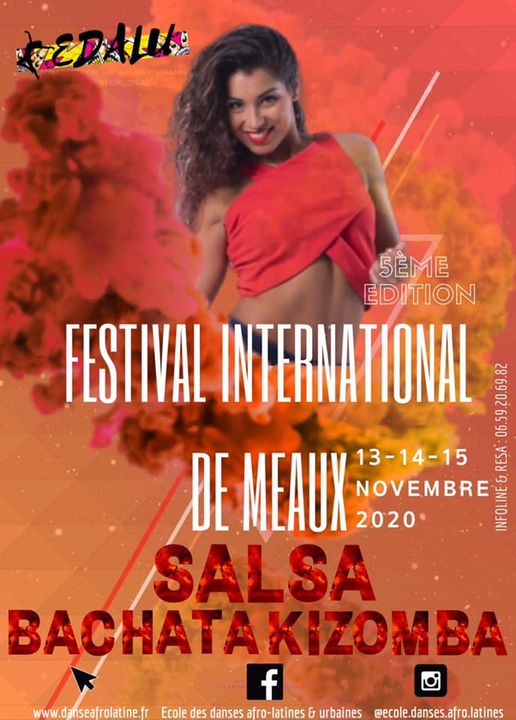 5ÈME
EDITION
FESTIVAL INTERNATIONAL
DE MEAUX
13-14-15
NOVEMBRE
2020
INFOLINE & RESA : 06.59.20.69.82
SALSA
BACHATA KIZOMBA
www.danseafrolatine.fr
Ecole des danses afro-latines & urbaines
@ecole.danses.afro.latines